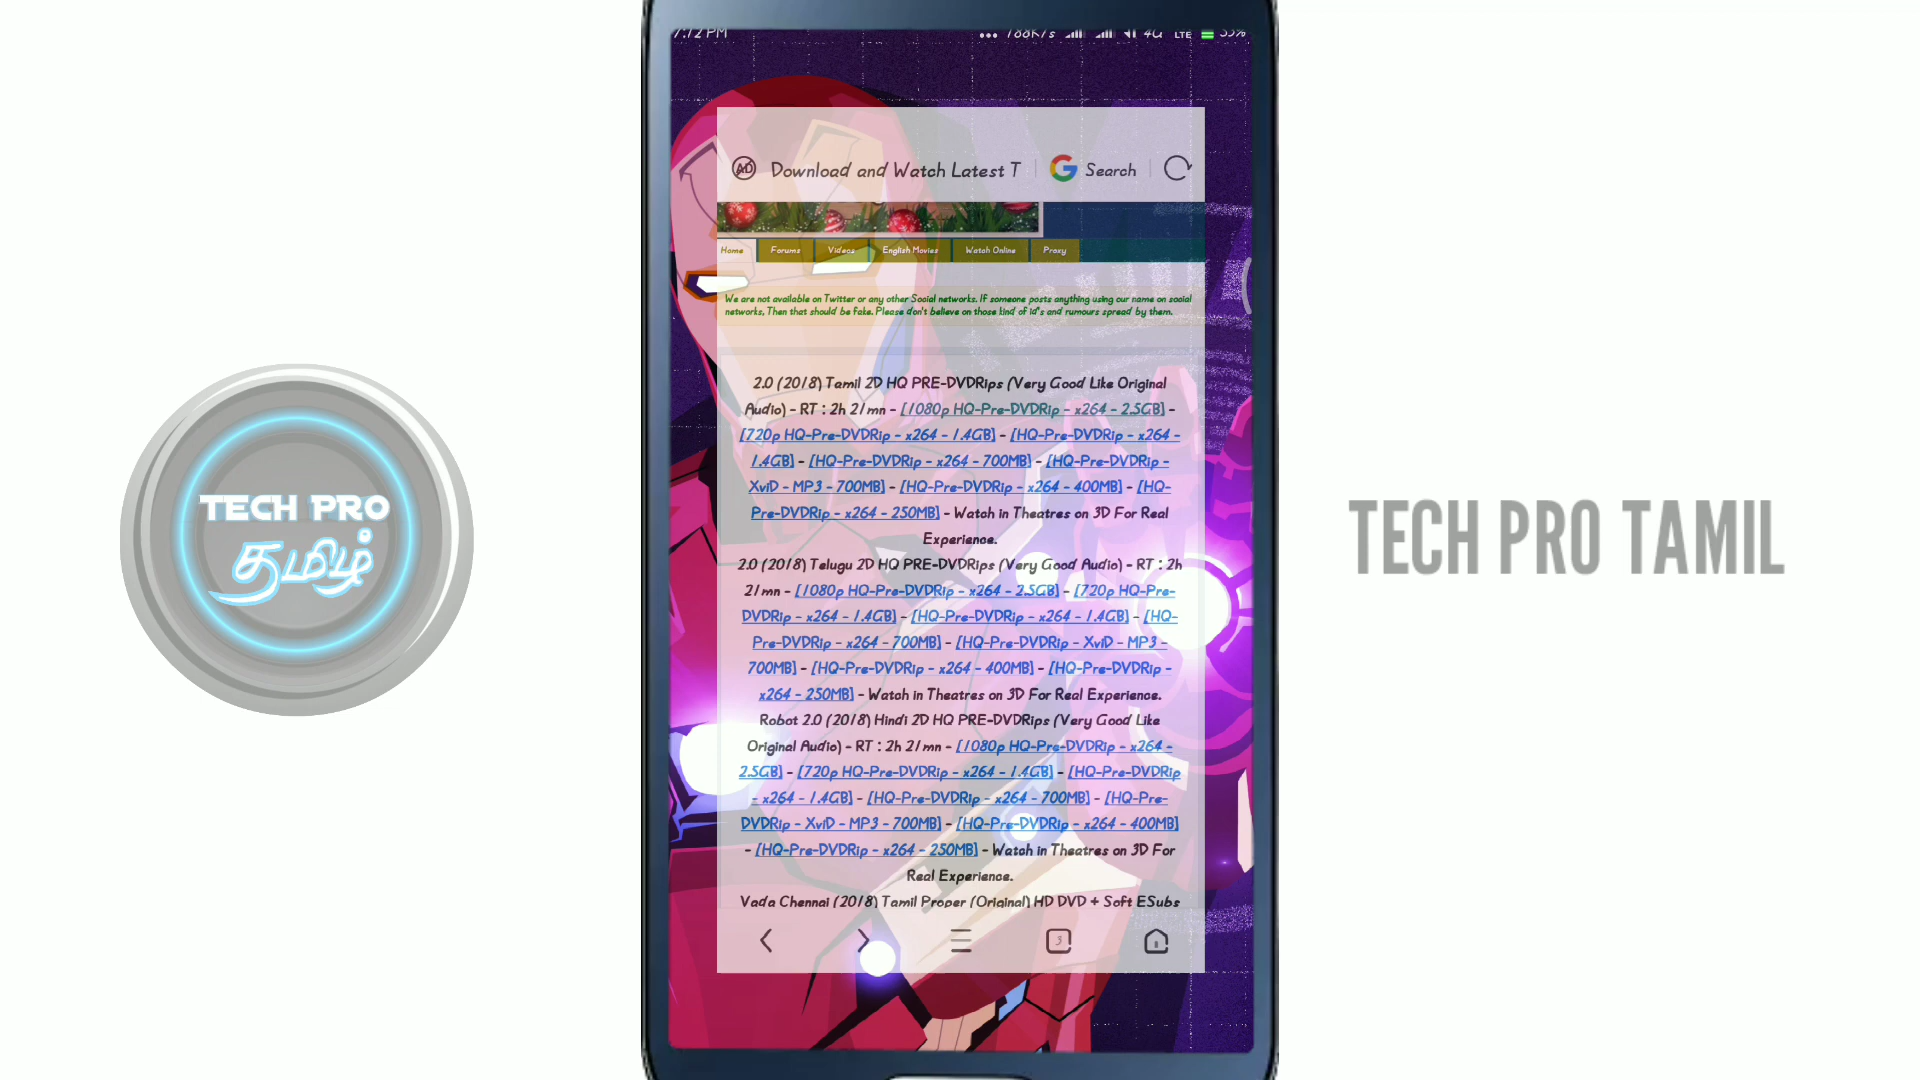 7:12 PM ... 188K/s 4G LTE 35%
Download and Watch Latest T Search
Home Forums Videos English Movies Watch Online Proxy
We are not available on Twitter or any other Social networks. If someone posts anything using our name on social
networks, Then that should be fake. Please don't believe on those kind of id's and rumours spread by them.
2.0 (2018) Tamil 2D HQ PRE-DVDRips (Very Good Like Original
Audio) - RT : 2h 21mn - [1080p HQ-Pre-DVDRip - x264 - 2.5GB] -
[720p HQ-Pre-DVDRip - x264 - 1.4GB] - [HQ-Pre-DVDRip - x264 -
1.4GB] - [HQ-Pre-DVDRip - x264 - 700MB] - [HQ-Pre-DVDRip -
XviD - MP3 - 700MB] - [HQ-Pre-DVDRip - x264 - 400MB] - [HQ-
Pre-DVDRip - x264 - 250MB] - Watch in Theatres on 3D For Real
Experience.
2.0 (2018) Telugu 2D HQ PRE-DVDRips (Very Good Audio) - RT : 2h
21mn - [1080p HQ-Pre-DVDRip - x264 - 2.5GB] - [720p HQ-Pre-
DVDRip - x264 - 1.4GB] - [HQ-Pre-DVDRip - x264 - 1.4GB] - [HQ-
Pre-DVDRip - x264 - 700MB] - [HQ-Pre-DVDRip - XviD - MP3 -
700MB] - [HQ-Pre-DVDRip - x264 - 400MB] - [HQ-Pre-DVDRip -
x264 - 250MB] - Watch in Theatres on 3D For Real Experience.
Robot 2.0 (2018) Hindi 2D HQ PRE-DVDRips (Very Good Like
Original Audio) - RT : 2h 21mn - [1080p HQ-Pre-DVDRip - x264 -
2.5GB] - [720p HQ-Pre-DVDRip - x264 - 1.4GB] - [HQ-Pre-DVDRip
- x264 - 1.4GB] - [HQ-Pre-DVDRip - x264 - 700MB] - [HQ-Pre-
DVDRip - XviD - MP3 - 700MB] - [HQ-Pre-DVDRip - x264 - 400MB]
- [HQ-Pre-DVDRip - x264 - 250MB] - Watch in Theatres on 3D For
Real Experience.
Vada Chennai (2018) Tamil Proper (Original) HD DVD + Soft ESubs
3
TECH PRO
தமிழ்
TECH PRO TAMIL